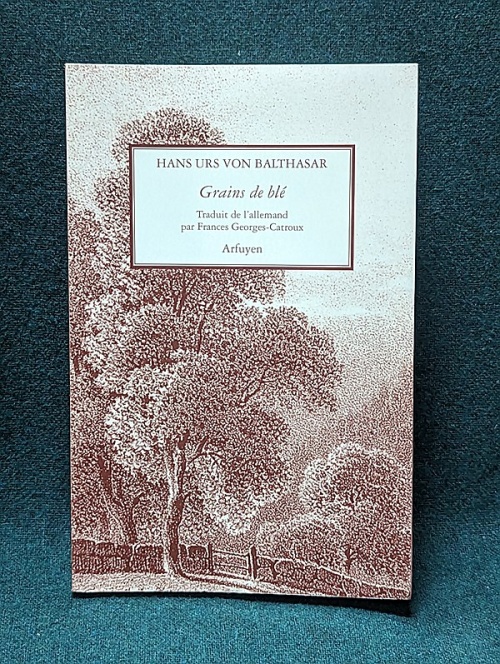 HANS URS VON BALTHASAR
Grains de blé
Traduit de l'allemand
par Frances Georges-Catroux
Arfuyen